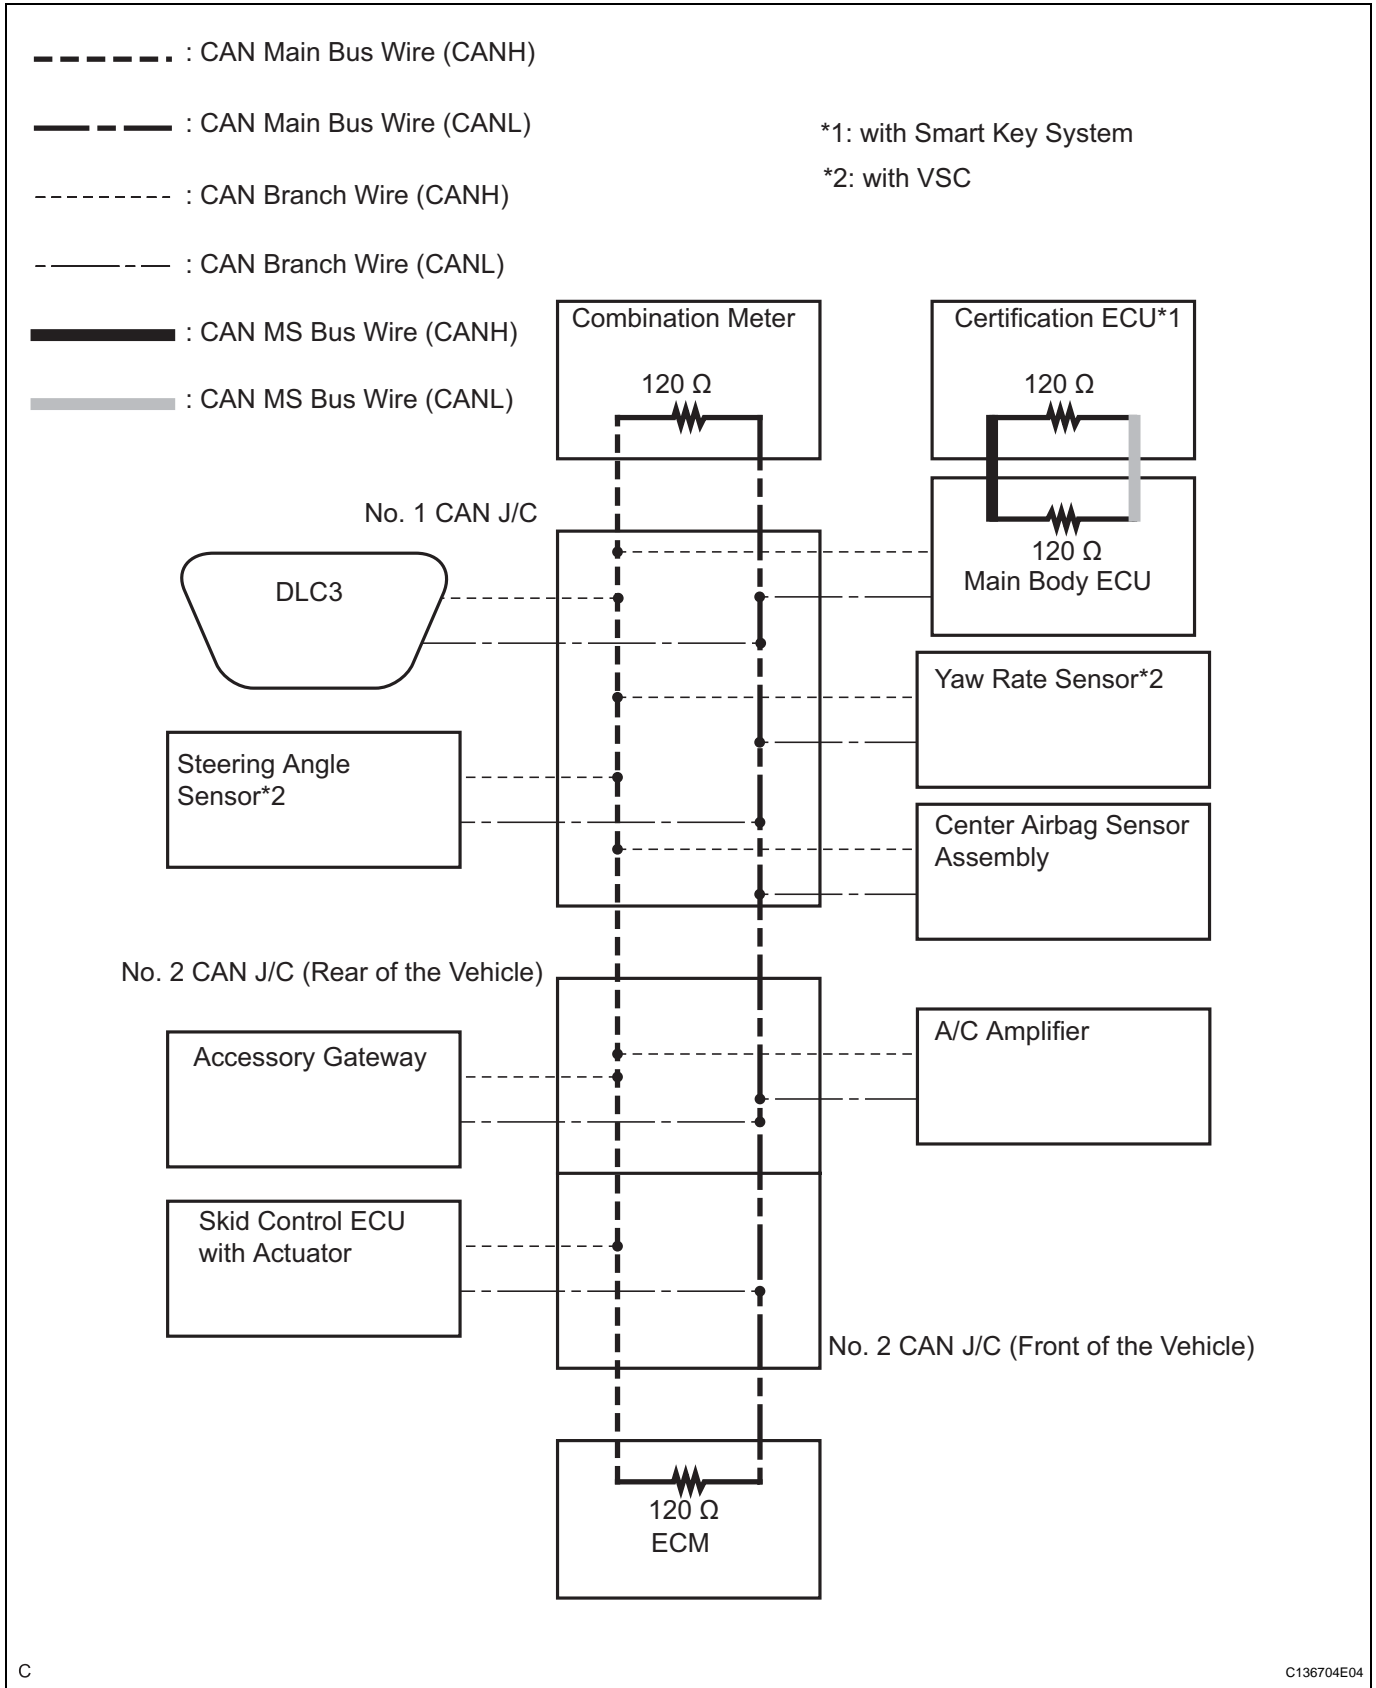 : CAN Main Bus Wire (CANH)
: CAN Main Bus Wire (CANL)
: CAN Branch Wire (CANH)
: CAN Branch Wire (CANL)
: CAN MS Bus Wire (CANH)
: CAN MS Bus Wire (CANL)
*1: with Smart Key System
*2: with VSC
Combination Meter
120 Ω
Certification ECU*1
120 Ω
120 Ω
Main Body ECU
No. 1 CAN J/C
DLC3
Yaw Rate Sensor*2
Steering Angle
Sensor*2
Center Airbag Sensor
Assembly
No. 2 CAN J/C (Rear of the Vehicle)
Accessory Gateway
A/C Amplifier
Skid Control ECU
with Actuator
No. 2 CAN J/C (Front of the Vehicle)
120 Ω
ECM
C
C136704E04